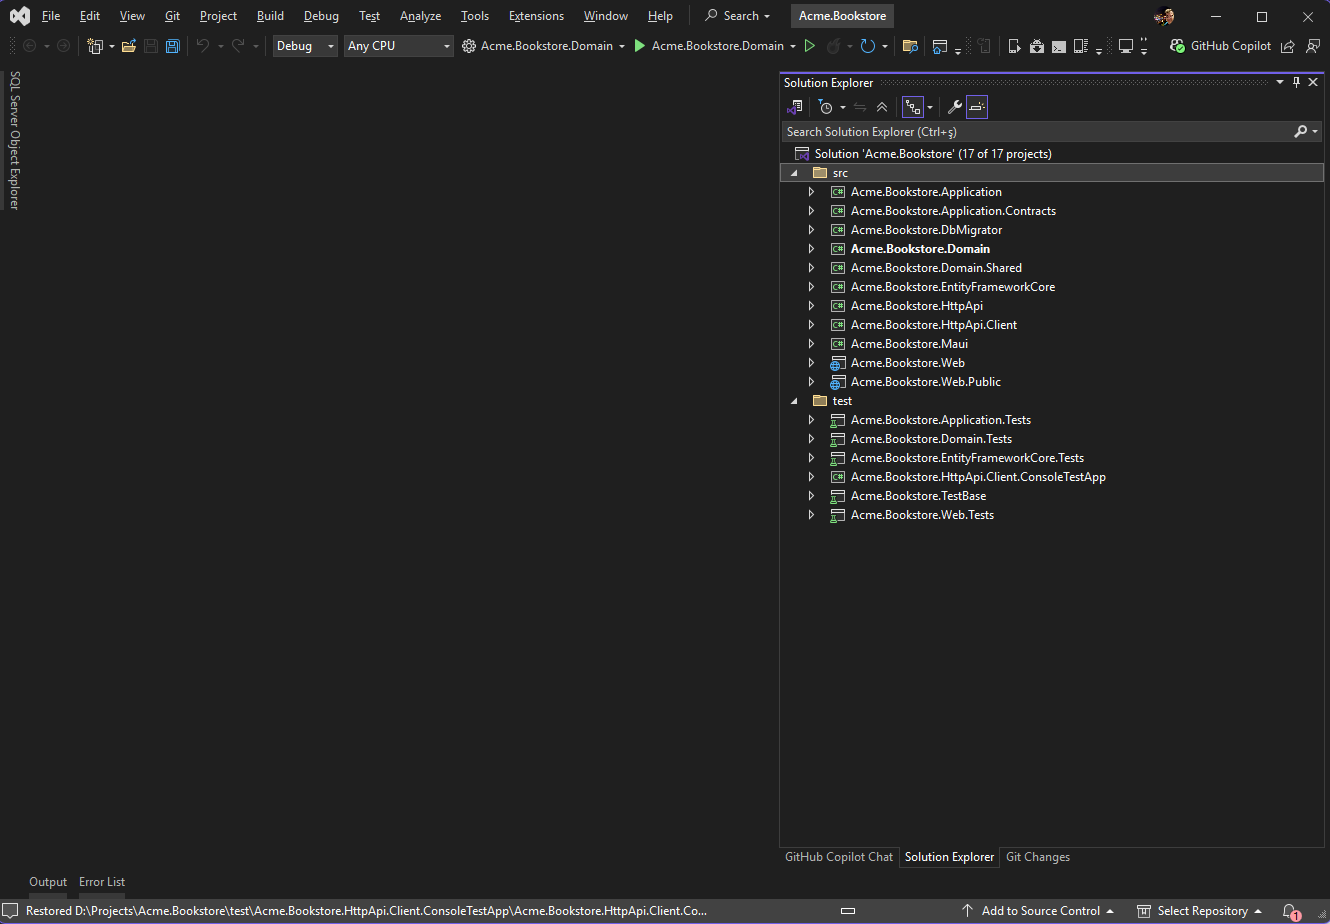 File Edit View Git Project Build Debug Test Analyze Tools Extensions Window Help Search Acme.Bookstore
Debug Any CPU Acme.Bookstore.Domain Acme.Bookstore.Domain GitHub Copilot
SQL Server Object Explorer
Solution Explorer
Search Solution Explorer (Ctrl+ş)
Solution 'Acme.Bookstore' (17 of 17 projects)
src
C# Acme.Bookstore.Application
C# Acme.Bookstore.Application.Contracts
C# Acme.Bookstore.DbMigrator
C# Acme.Bookstore.Domain
C# Acme.Bookstore.Domain.Shared
C# Acme.Bookstore.EntityFrameworkCore
C# Acme.Bookstore.HttpApi
C# Acme.Bookstore.HttpApi.Client
C# Acme.Bookstore.Maui
Acme.Bookstore.Web
Acme.Bookstore.Web.Public
test
Acme.Bookstore.Application.Tests
Acme.Bookstore.Domain.Tests
Acme.Bookstore.EntityFrameworkCore.Tests
C# Acme.Bookstore.HttpApi.Client.ConsoleTestApp
Acme.Bookstore.TestBase
Acme.Bookstore.Web.Tests
GitHub Copilot Chat Solution Explorer Git Changes
Output Error List
Restored D:\Projects\Acme.Bookstore\test\Acme.Bookstore.HttpApi.Client.ConsoleTestApp\Acme.Bookstore.HttpApi.Client.Co... Add to Source Control Select Repository 1